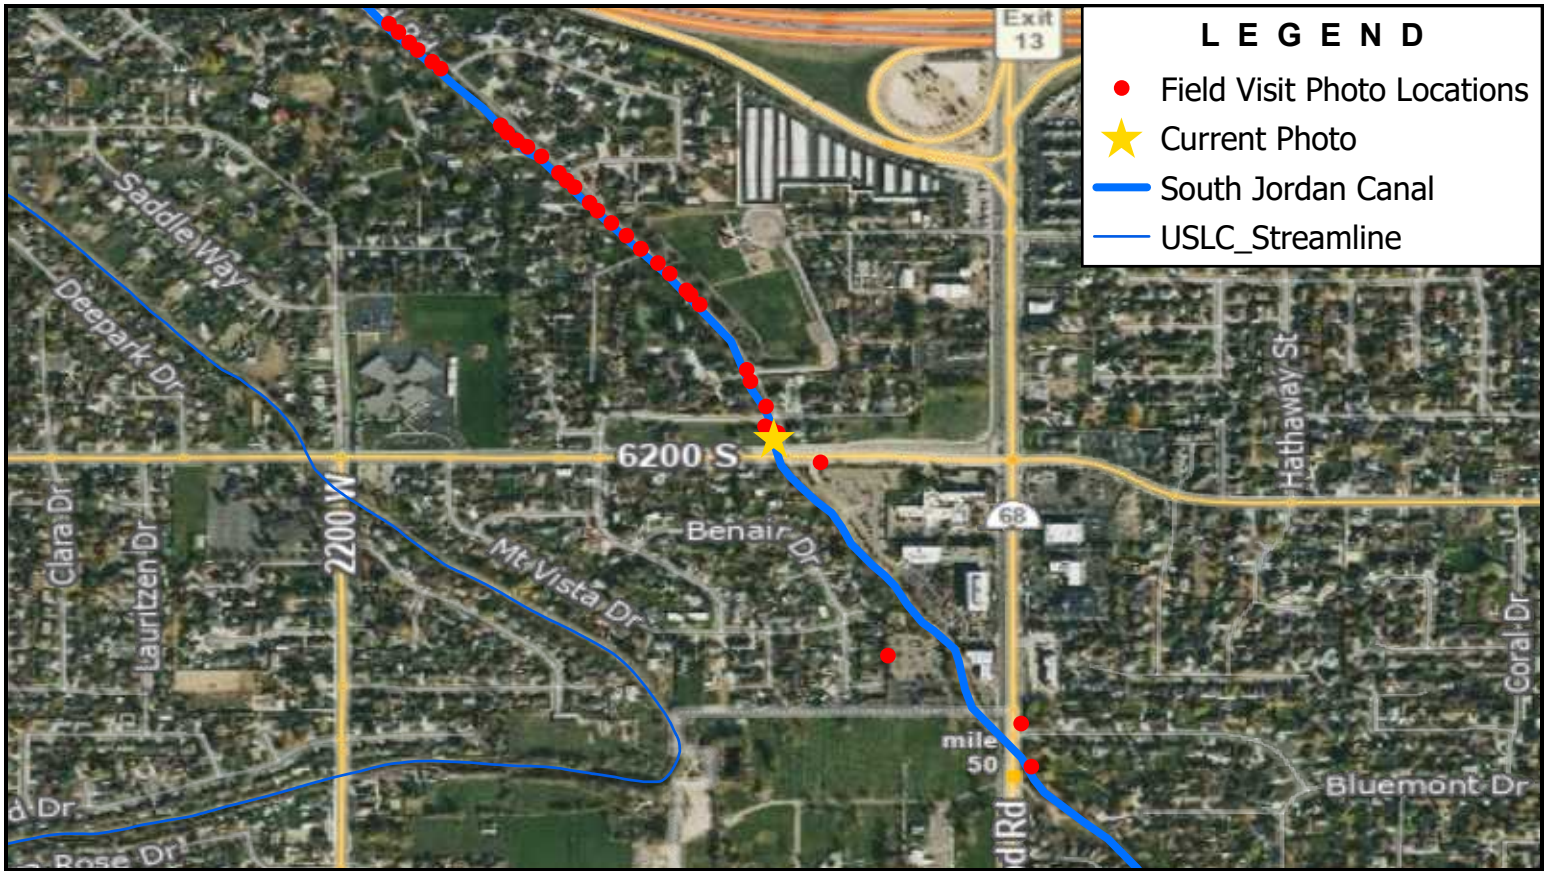 L E G E N D
Field Visit Photo Locations
Current Photo
South Jordan Canal
USLC_Streamline
Exit
13
Saddle Way
Deepark Dr
Hathaway St
6200 S
68
Clara Dr
Lauritzen Dr
2200 W
Benair Dr
Mt Vista Dr
Coral Dr
mile
50
Bluemont Dr
d Dr
d Rd
Rose Dr